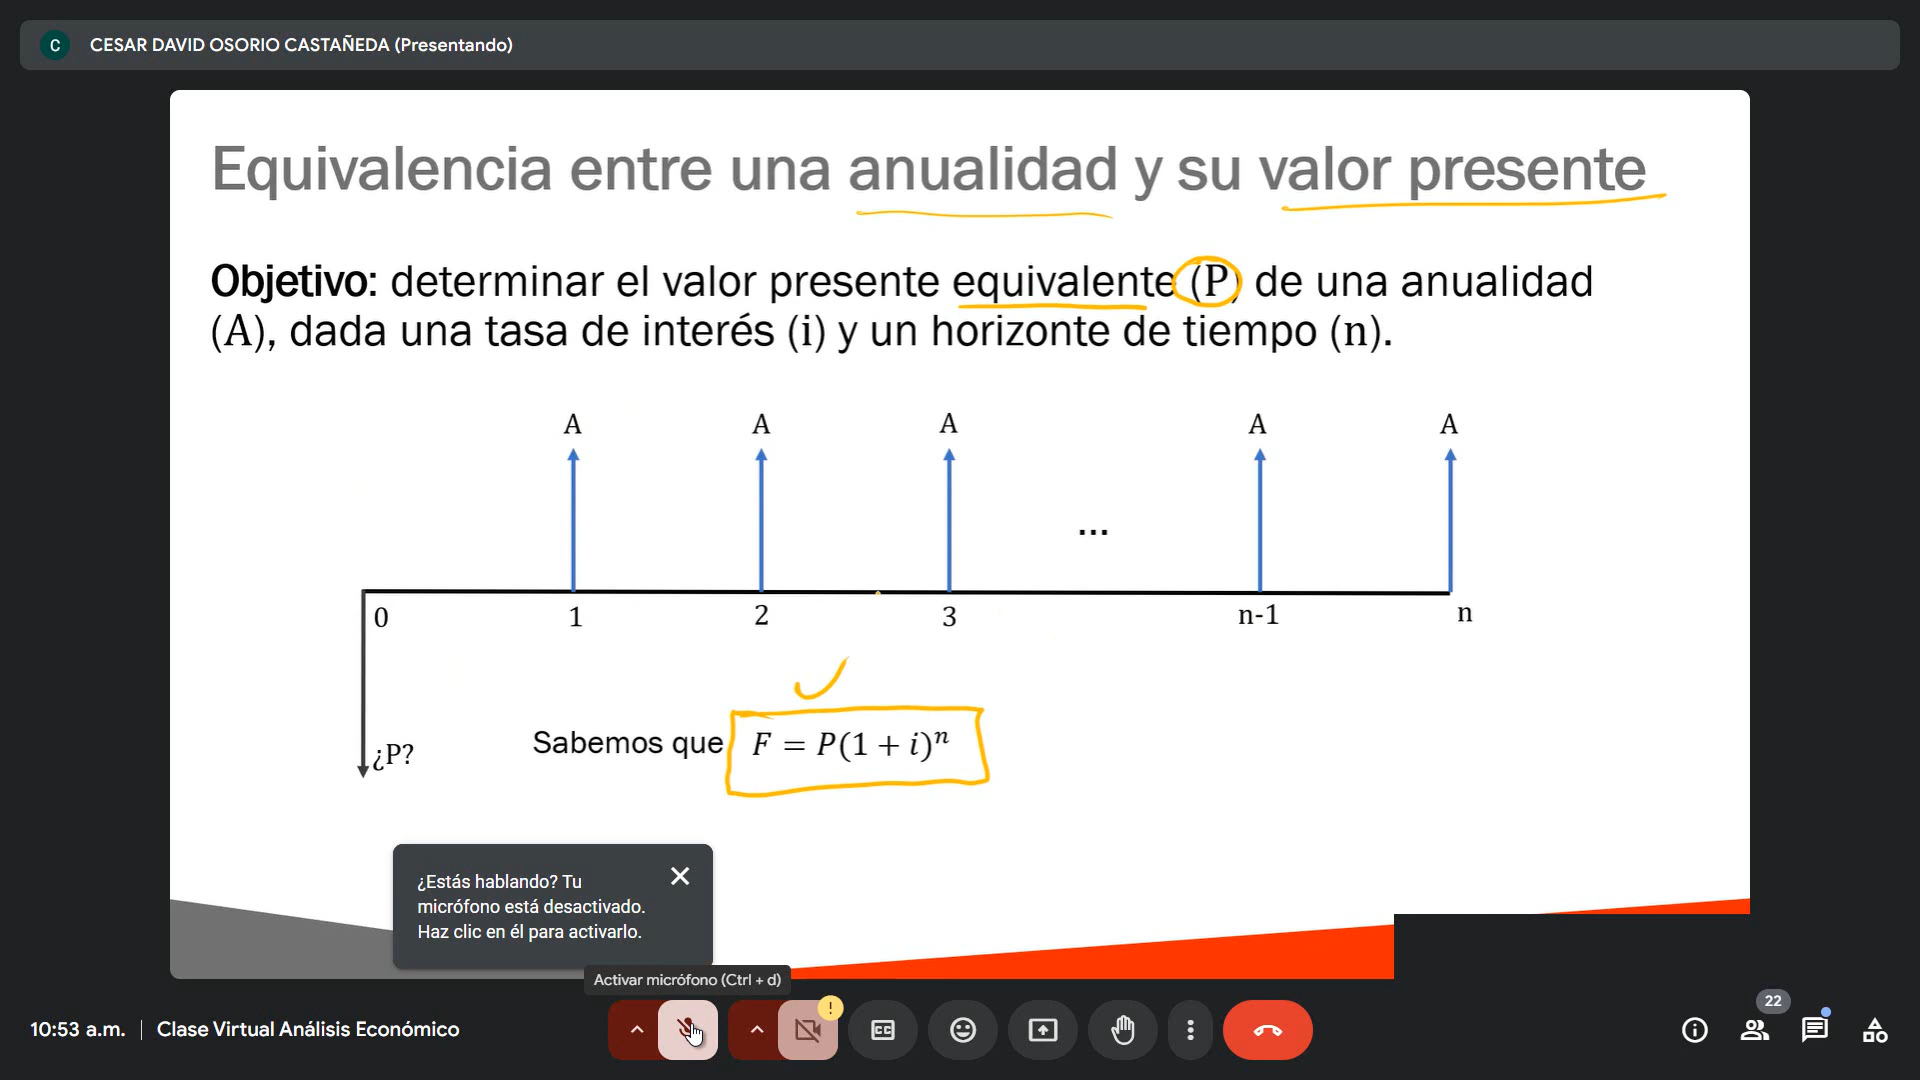 C
CESAR DAVID OSORIO CASTAÑEDA (Presentando)
Equivalencia entre una anualidad y su valor presente
Objetivo: determinar el valor presente equivalente (P) de una anualidad
(A), dada una tasa de interés (i) y un horizonte de tiempo (n).
A A A A A
...
0 1 2 3 n-1 n
¿P?
Sabemos que F = P(1 + i)^n
¿Estás hablando? Tu
micrófono está desactivado.
Haz clic en él para activarlo.
Activar micrófono (Ctrl + d)
10:53 a.m. | Clase Virtual Análisis Económico
!
CC
22